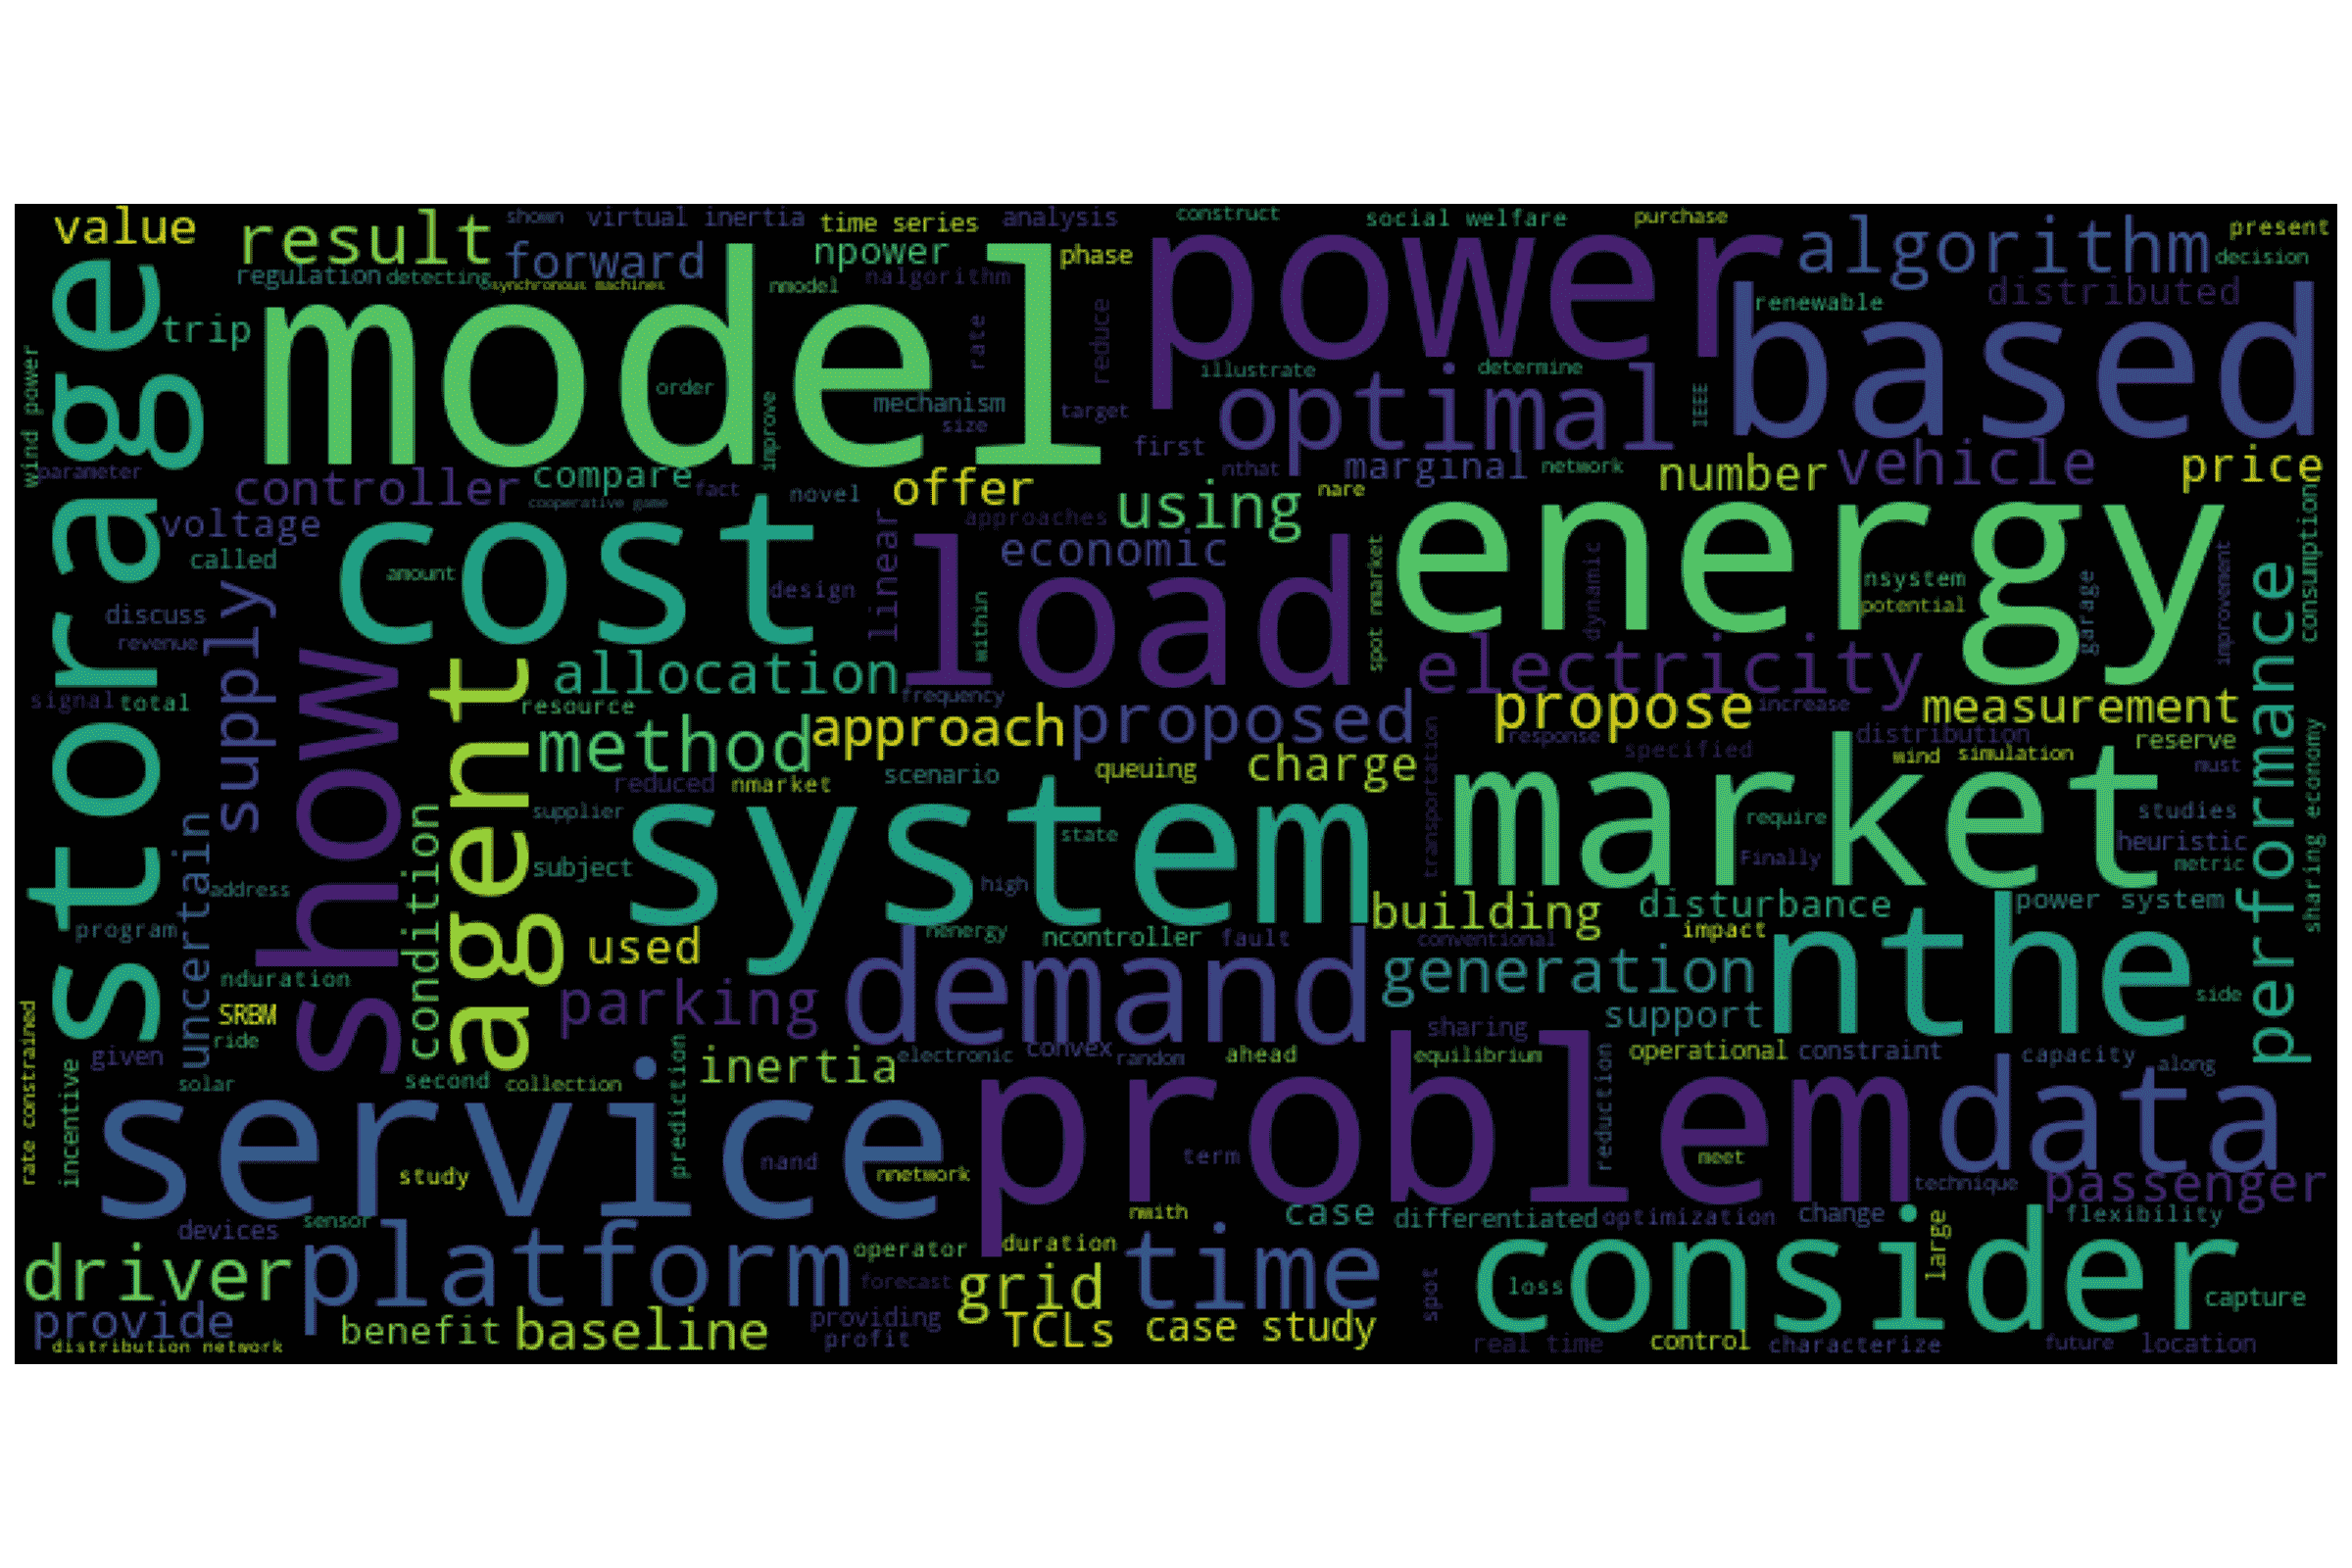 value
result
shown
virtual inertia
time series
analysis
construct
social welfare
purchase
present
regulation
detecting
forward
npower
phase
power
algorithm
decision
synchronous machines
nmodel
nalgorithm
renewable
distributed
storage
trip
model
order
improve
rate
reduce
mechanism
size
target
illustrate
determine
optimal
IEEE
based
wind power
parameter
controller
compare
fact
novel
offer
first
nthat
marginal
network
number
vehicle
price
cooperative game
voltage
called
cost
amount
design
linear
approaches
using
nare
economic
load
within
spot nmarket
energy
dynamic
nsystem
potential
garage
improvement
consumption
discuss
revenue
supply
show
agent
allocation
resource
frequency
electricity
signal
total
method
approach
proposed
propose
increase
measurement
performance
response
specified
distribution
reserve
reduced
nmarket
scenario
queuing
charge
transportation
market
wind
simulation
must
sharing economy
supplier
system
state
require
studies
Finally
heuristic
metric
uncertain
condition
subject
high
address
building
disturbance
power system
program
used
nenergy
ncontroller
fault
conventional
impact
nthe
nduration
parking
demand
generation
support
side
SRBM
ride
given
rate constrained
incentive
solar
second
collection
prediction
inertia
electronic
convex
random
sharing
ahead
equilibrium
operational
constraint
capacity
along
service
study
nand
nnetwork
problem
term
reduction
meet
data
technique
passenger
devices
sensor
nwith
case
differentiated
optimization
change
flexibility
large
driver
platform
operator
duration
time
consider
loss
capture
provide
forecast
grid
spot
distribution network
benefit
baseline
providing
profit
TCLs
case study
real time
control
characterize
future
location